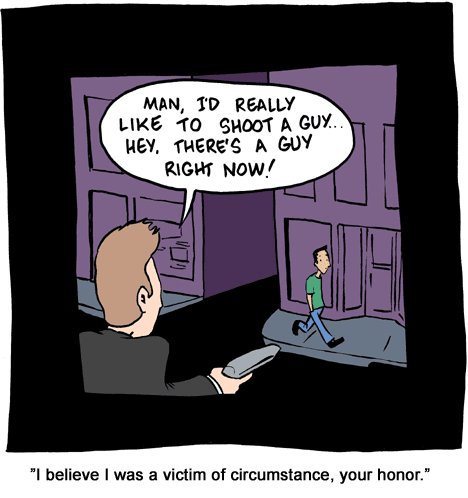 MAN, I'D REALLY
LIKE TO SHOOT A GUY...
HEY, THERE'S A GUY
RIGHT NOW!
"I believe I was a victim of circumstance, your honor."